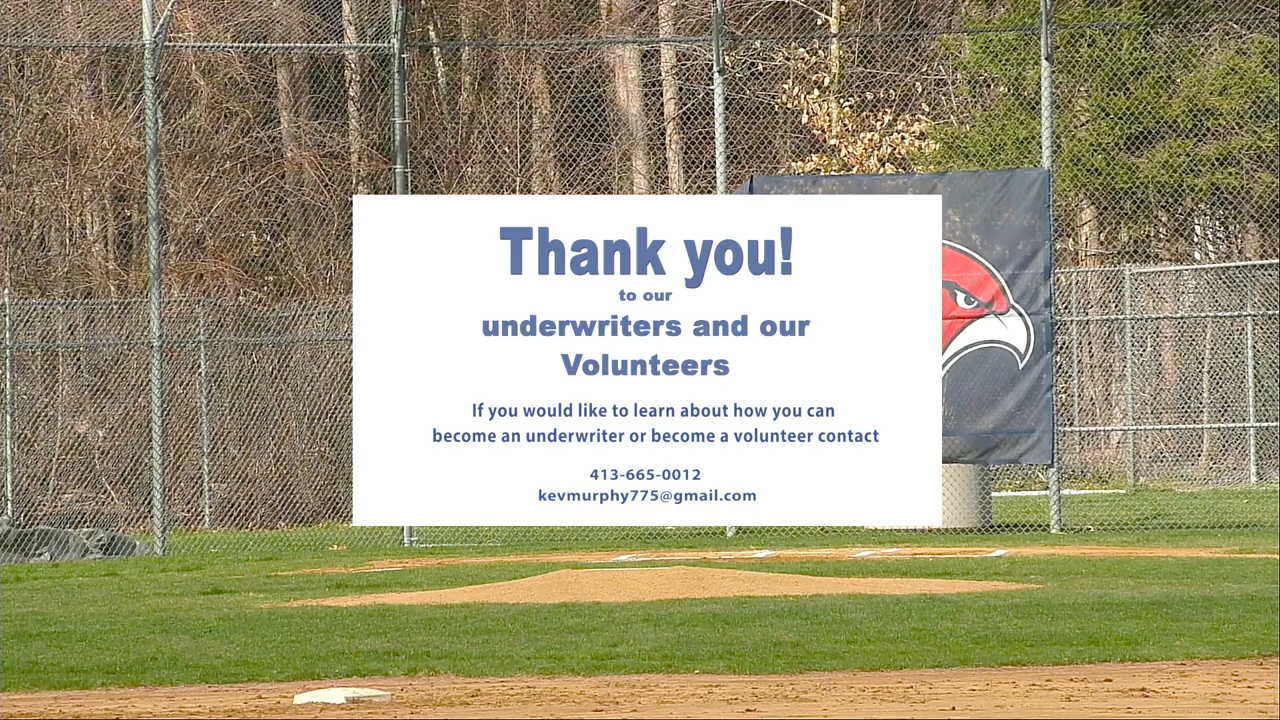 Thank you!
to our
underwriters and our
Volunteers
If you would like to learn about how you can
become an underwriter or become a volunteer contact
413-665-0012
kevmurphy775@gmail.com